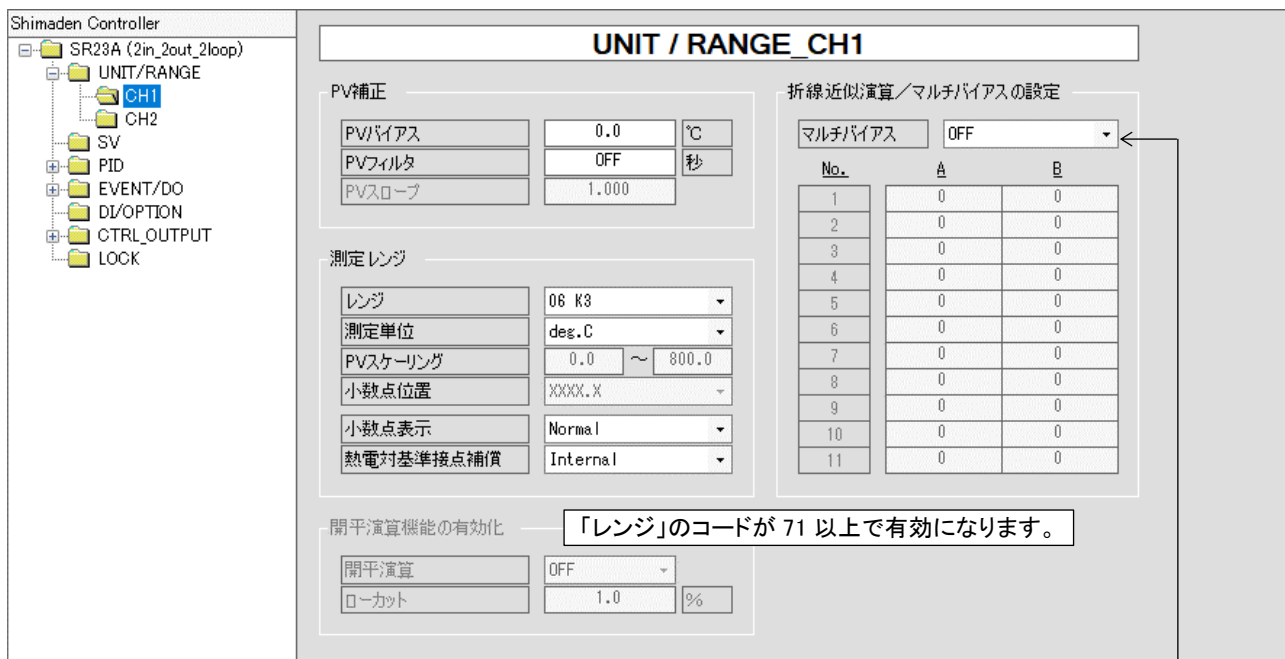 Shimaden Controller
SR23A (2in_2out_2loop)
UNIT/RANGE
CH1
CH2
SV
PID
EVENT/DO
DI/OPTION
CTRL_OUTPUT
LOCK
UNIT / RANGE_CH1
PV補正
PVバイアス 0.0 ℃
PVフィルタ OFF 秒
PVスロープ 1.000
測定レンジ
レンジ 06 K3
測定単位 deg.C
PVスケーリング 0.0 ～ 800.0
小数点位置 XXXX.X
小数点表示 Normal
熱電対基準接点補償 Internal
開平演算機能の有効化
「レンジ」のコードが 71 以上で有効になります。
開平演算 OFF
ローカット 1.0 %
折線近似演算／マルチバイアスの設定
マルチバイアス OFF
No. A B
1 0 0
2 0 0
3 0 0
4 0 0
5 0 0
6 0 0
7 0 0
8 0 0
9 0 0
10 0 0
11 0 0